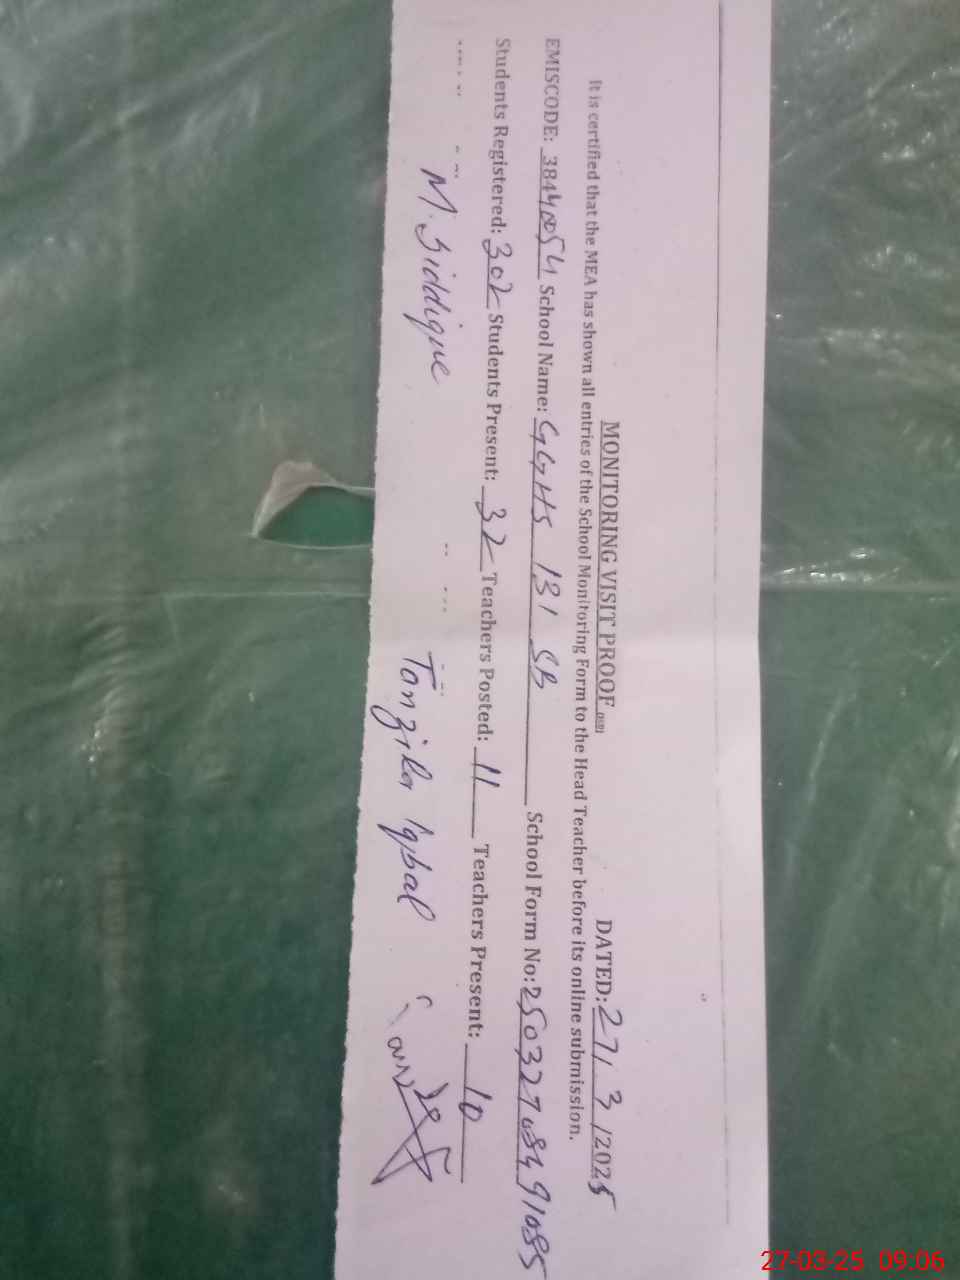 MONITORING VISIT PROOF DATED: 27/3/2025
It is certified that the MEA has shown all entries of the School Monitoring Form to the Head Teacher before its online submission.
EMISCODE: 38440054 School Name: GGHS 131 SB School Form No: 25032708491085
Students Registered: 302 Students Present: 32 Teachers Posted: 11 Teachers Present: 10
M. Siddique Tanzila Iqbal
27-03-25 09:06